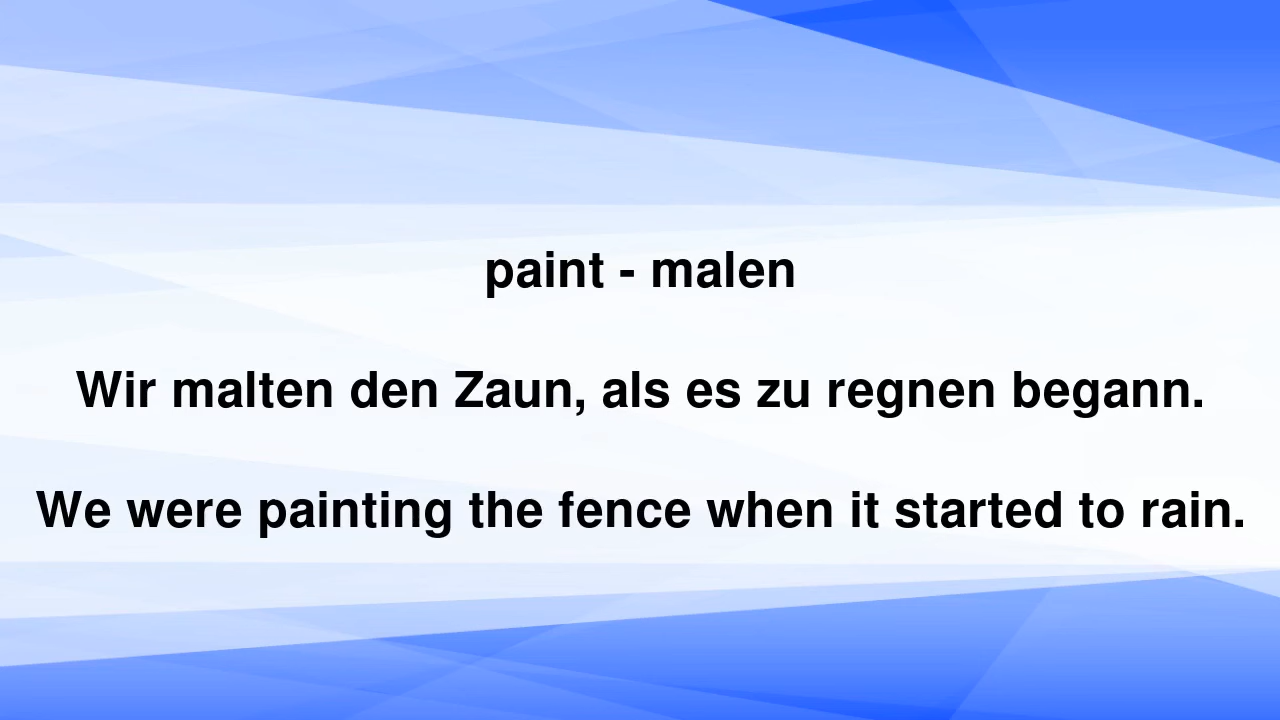 paint - malen
Wir malten den Zaun, als es zu regnen begann.
We were painting the fence when it started to rain.